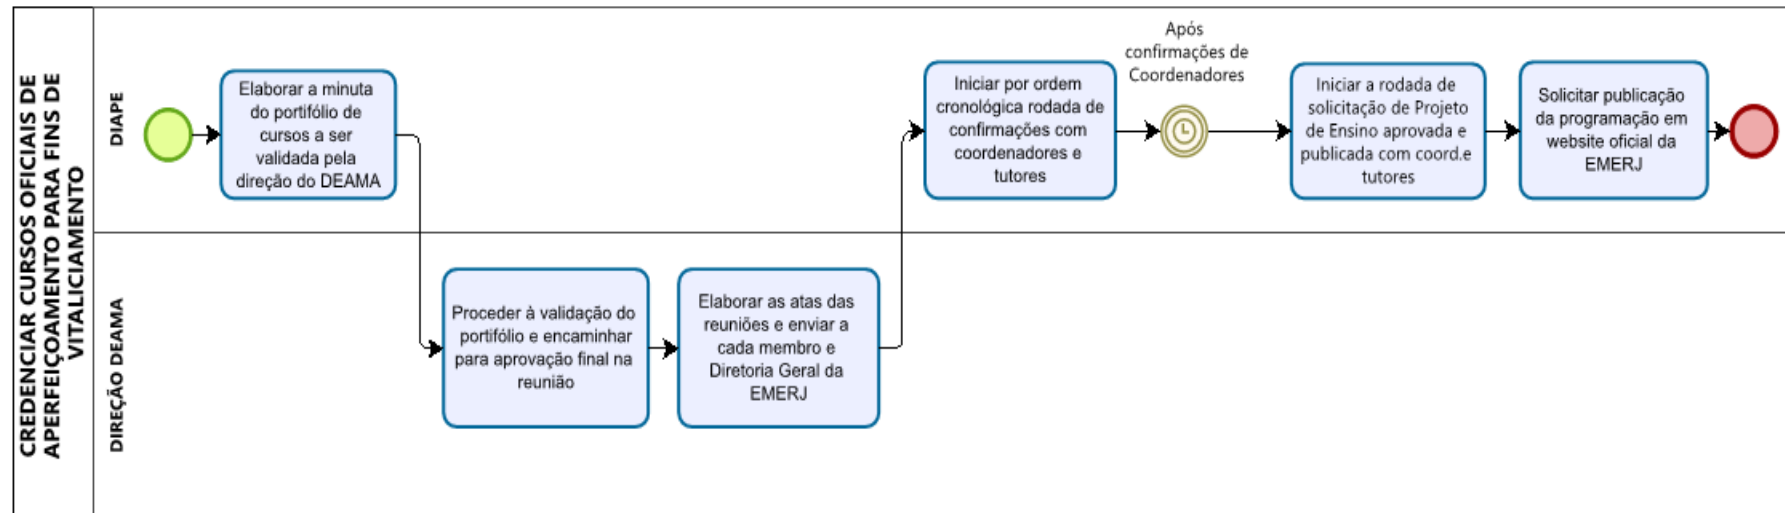 CREDENCIAR CURSOS OFICIAIS DE
APERFEIÇOAMENTO PARA FINS DE
VITALICIAMENTO
DIAPE
Elaborar a minuta
do portifólio de
cursos a ser
validada pela
direção do DEAMA
Iniciar por ordem
cronológica rodada de
confirmações com
coordenadores e
tutores
Após
confirmações de
Coordenadores
Iniciar a rodada de
solicitação de Projeto
de Ensino aprovada e
publicada com coord.e
tutores
Solicitar publicação
da programação em
website oficial da
EMERJ
DIREÇÃO DEAMA
Proceder à validação do
portifólio e encaminhar
para aprovação final na
reunião
Elaborar as atas das
reuniões e enviar a
cada membro e
Diretoria Geral da
EMERJ